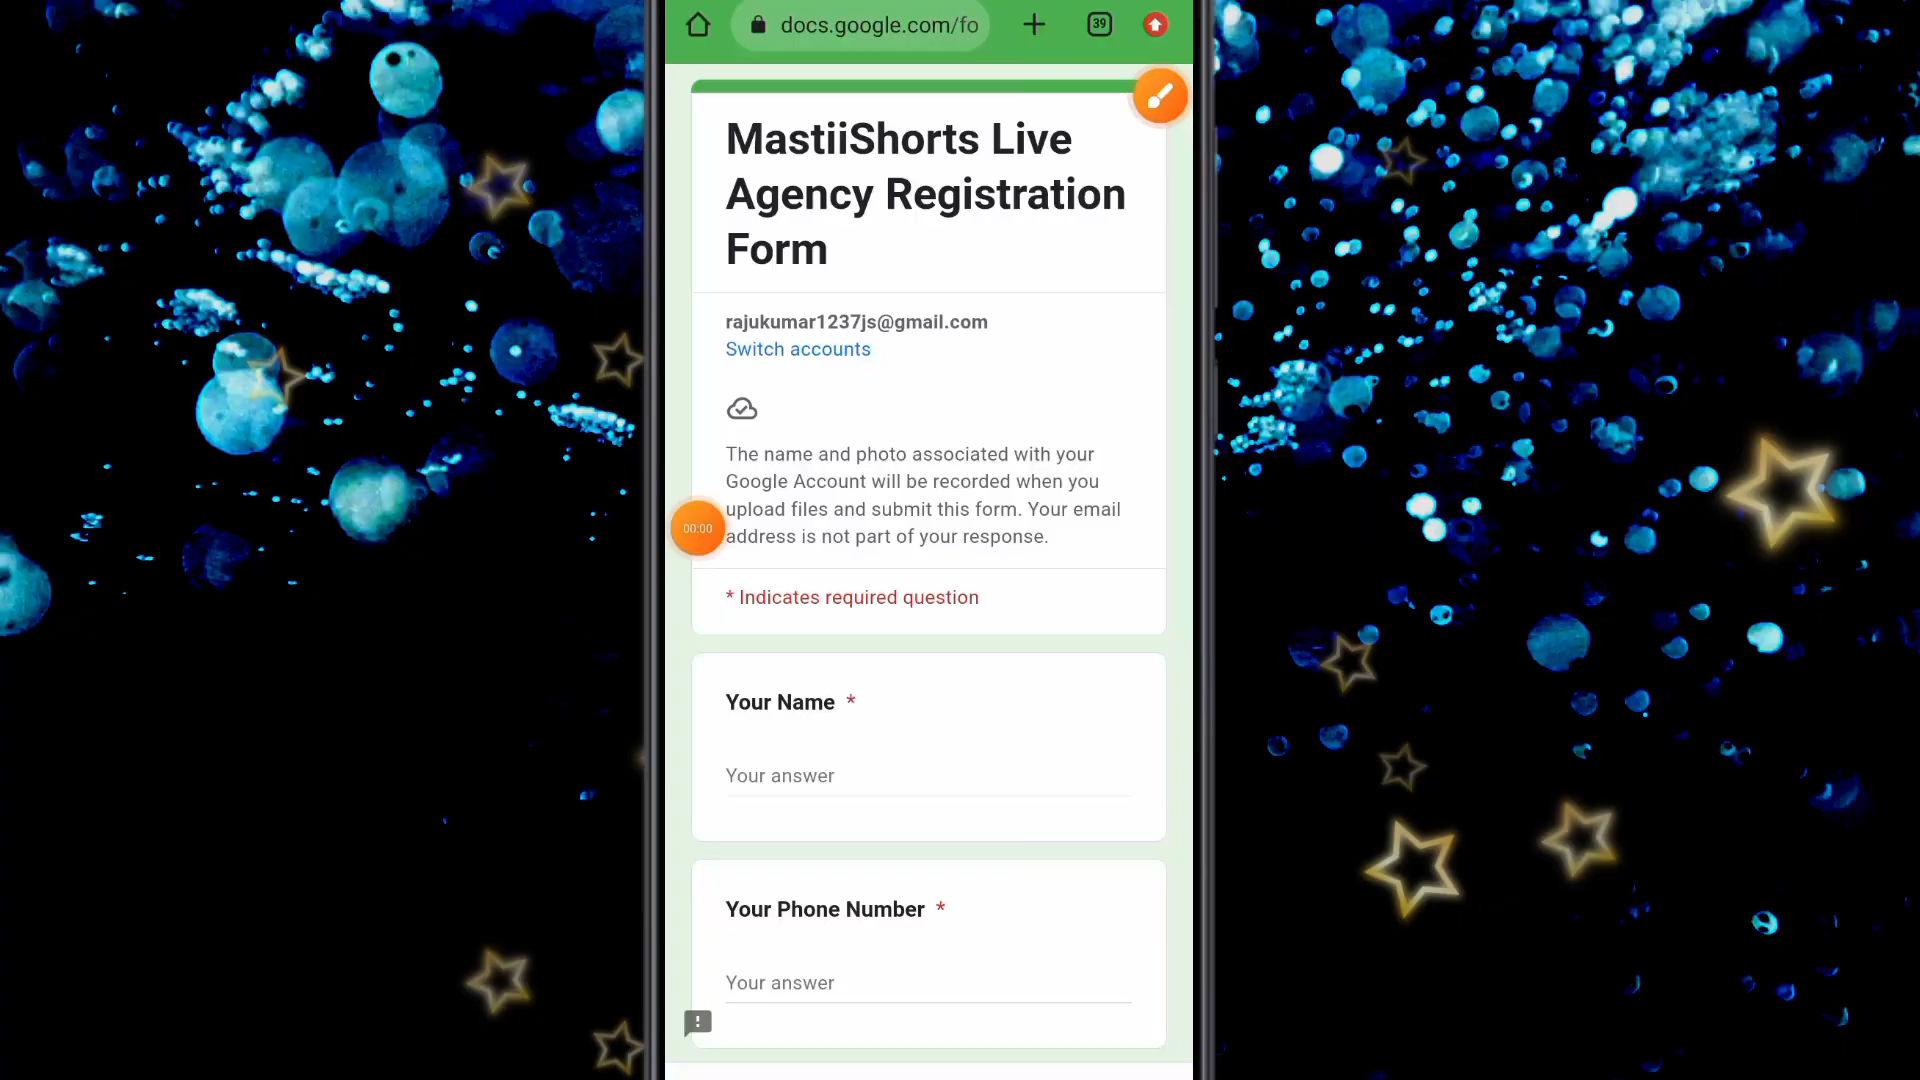 docs.google.com/fo
39
MastiiShorts Live
Agency Registration
Form
rajukumar1237js@gmail.com
Switch accounts
The name and photo associated with your
Google Account will be recorded when you
upload files and submit this form. Your email
address is not part of your response.
00:00
* Indicates required question
Your Name *
Your answer
Your Phone Number *
Your answer